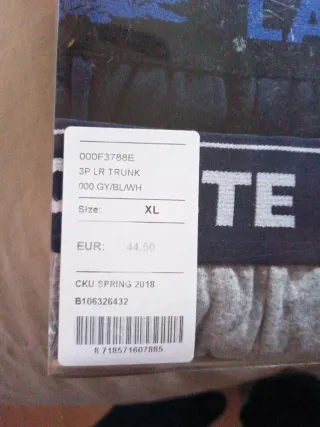 LA
000F3788E
3P LR TRUNK
000 GY/BL/WH
Size: XL
TE
EUR: 44,50
CKU SPRING 2018
B106326432
8 718571607885